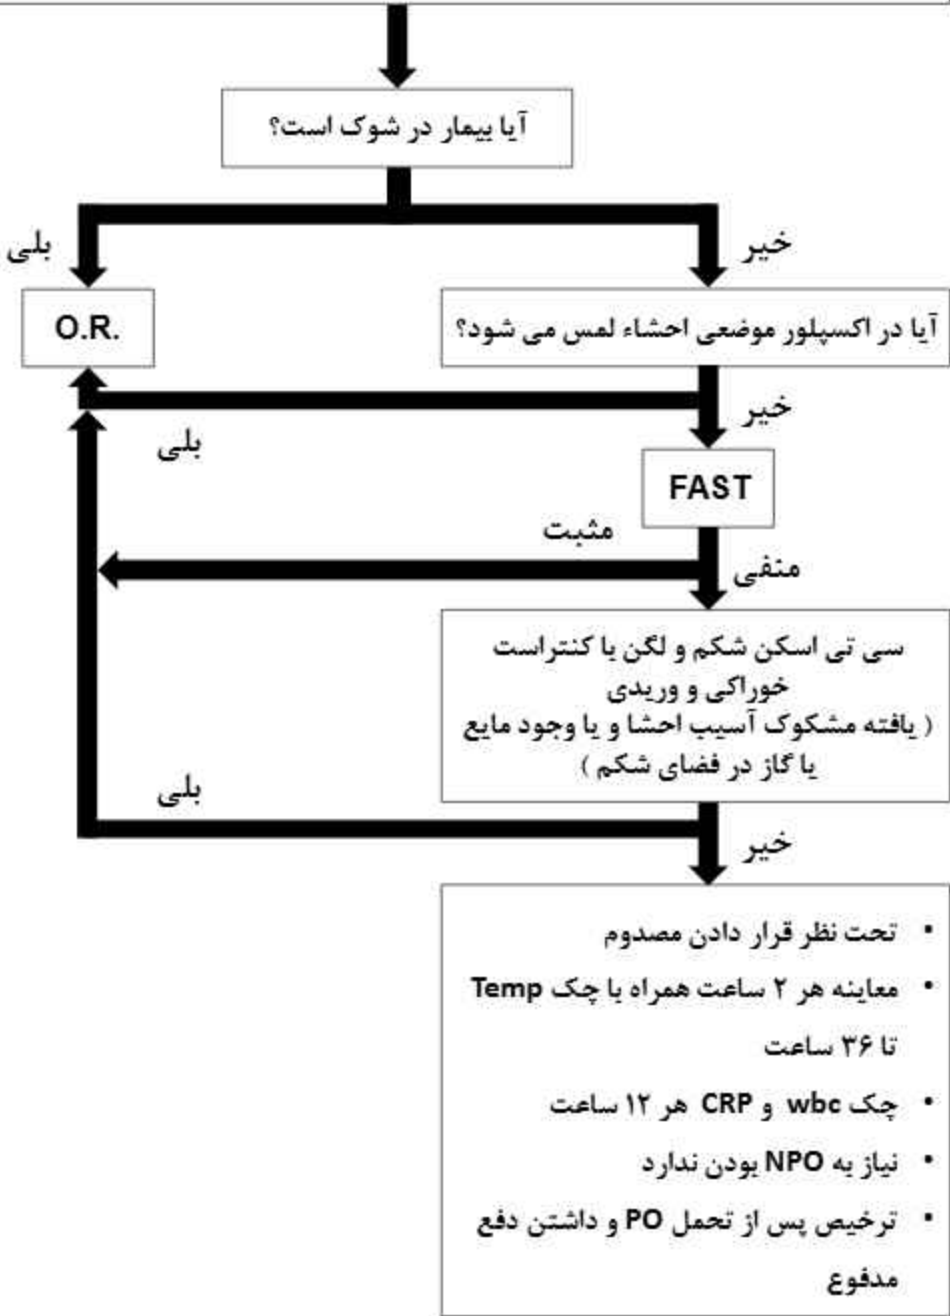 آیا بیمار در شوک است؟
بلی
خیر
O.R.
آیا در اکسپلور موضعی احشاء لمس می شود؟
بلی
خیر
FAST
مثبت
منفی
سی تی اسکن شکم و لگن با کنتراست
خوراکی و وریدی
( یافته مشکوک آسیب احشا و یا وجود مایع
یا گاز در فضای شکم )
بلی
خیر
• تحت نظر قرار دادن مصدوم
• معاینه هر ۲ ساعت همراه با چک Temp
تا ۳۶ ساعت
• چک wbc و CRP هر ۱۲ ساعت
• نیاز به NPO بودن ندارد
• ترخیص پس از تحمل PO و داشتن دفع
مدفوع